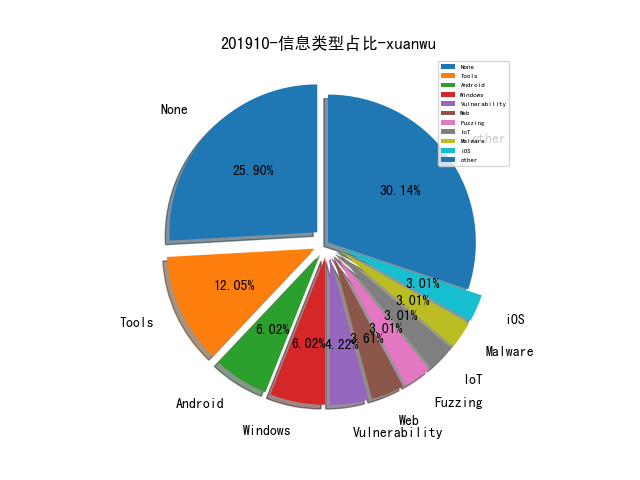 201910-信息类型占比-xuanwu
None
Tools
Android
Windows
Vulnerability
Web
Fuzzing
IoT
Malware
iOS
other
other
None
25.90%
30.14%
12.05%
6.02%
6.02%
4.22%
3.61%
3.01%
3.01%
3.01%
3.01%
Tools
Android
Windows
Vulnerability
Web
Fuzzing
IoT
Malware
iOS